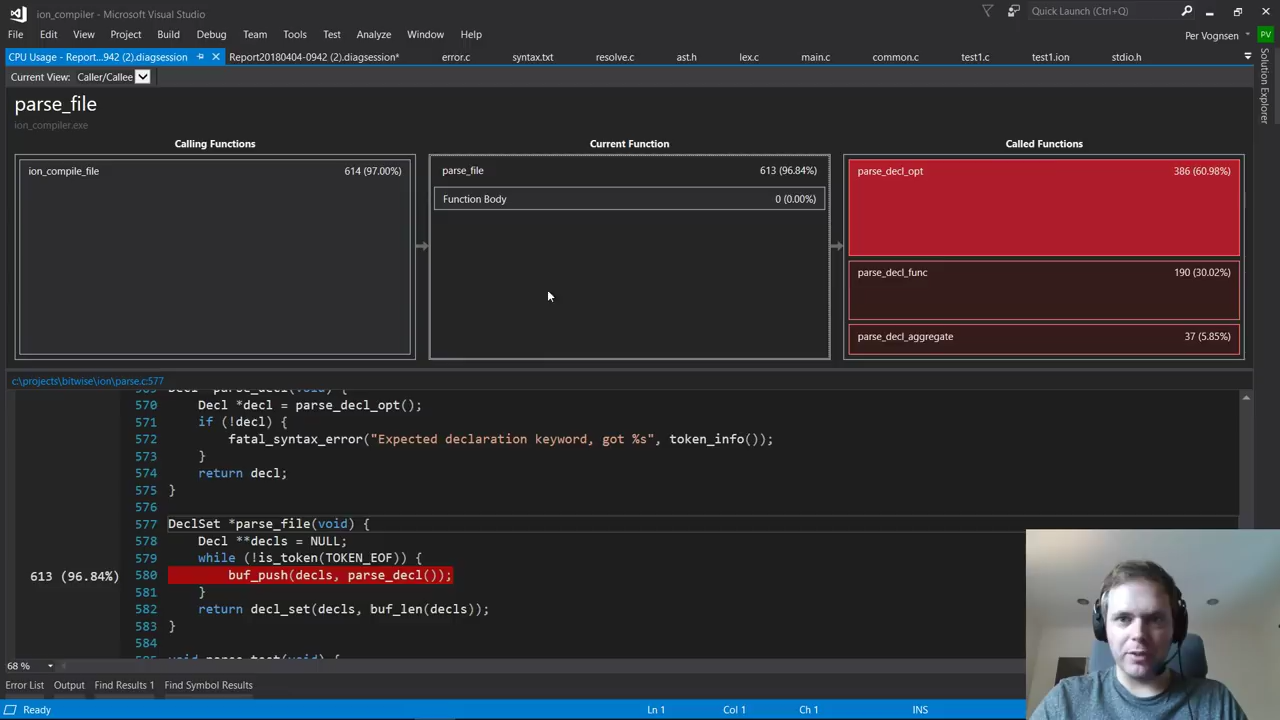 ion_compiler - Microsoft Visual Studio
Quick Launch (Ctrl+Q)
File Edit View Project Build Debug Team Tools Test Analyze Window Help
Per Vognsen
PV
CPU Usage - Report...942 (2).diagsession
Report20180404-0942 (2).diagsession*
error.c
syntax.txt
resolve.c
ast.h
lex.c
main.c
common.c
test1.c
test1.ion
stdio.h
Solution Explorer
Current View: Caller/Callee
parse_file
ion_compiler.exe
Calling Functions
Current Function
Called Functions
ion_compile_file 614 (97.00%)
parse_file 613 (96.84%)
Function Body 0 (0.00%)
parse_decl_opt 386 (60.98%)
parse_decl_func 190 (30.02%)
parse_decl_aggregate 37 (5.85%)
c:\projects\bitwise\ion\parse.c:577
570 Decl *decl = parse_decl_opt();
571 if (!decl) {
572 fatal_syntax_error("Expected declaration keyword, got %s", token_info());
573 }
574 return decl;
575 }
576
577 DeclSet *parse_file(void) {
578 Decl **decls = NULL;
579 while (!is_token(TOKEN_EOF)) {
613 (96.84%) 580 buf_push(decls, parse_decl());
581 }
582 return decl_set(decls, buf_len(decls));
583 }
584
68 %
Error List Output Find Results 1 Find Symbol Results
Ready Ln 1 Col 1 Ch 1 INS